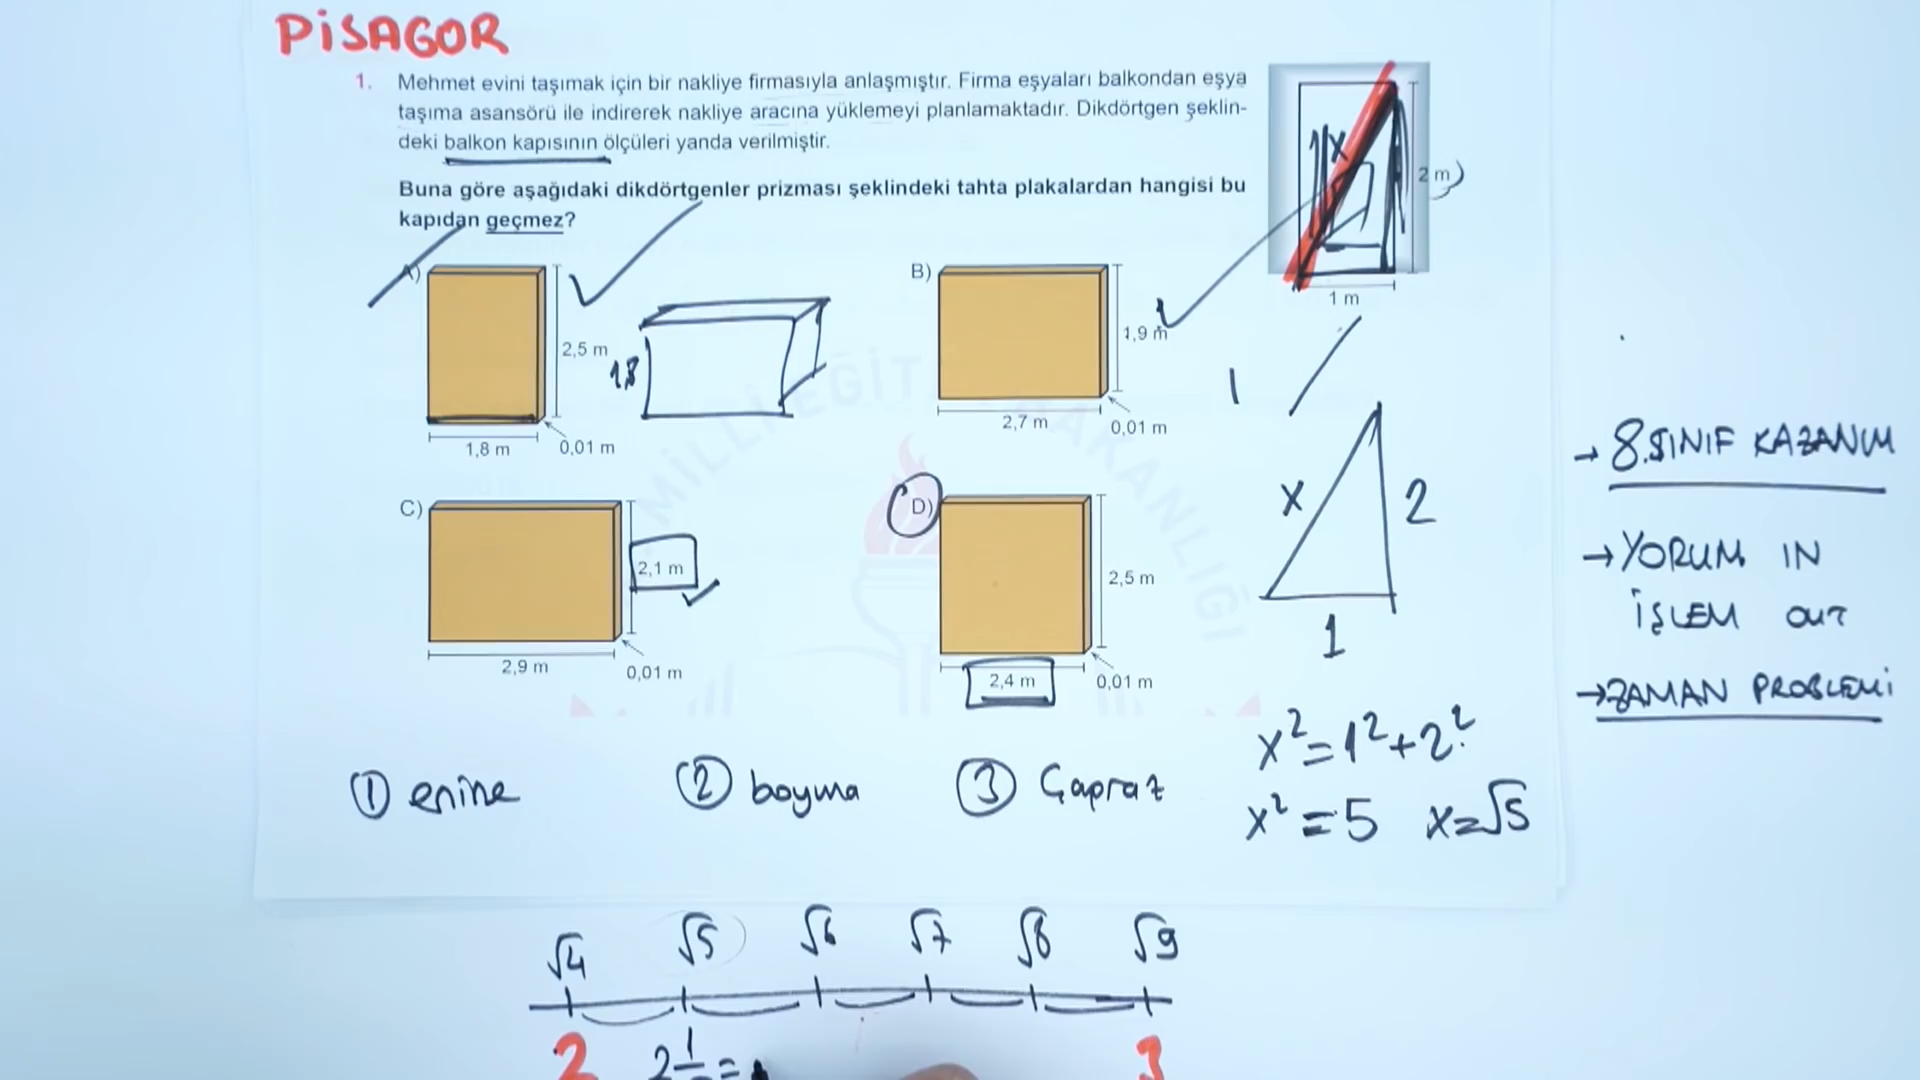 PİSAGOR
1. Mehmet evini taşımak için bir nakliye firmasıyla anlaşmıştır. Firma eşyaları balkondan eşya
taşıma asansörü ile indirerek nakliye aracına yüklemeyi planlamaktadır. Dikdörtgen şeklin-
deki balkon kapısının ölçüleri yanda verilmiştir.
Buna göre aşağıdaki dikdörtgenler prizması şeklindeki tahta plakalardan hangisi bu
kapıdan geçmez?
x
2 m
1 m
A)
2,5 m
1,8 m
0,01 m
1,8
B)
1,9 m
2,7 m
0,01 m
C)
2,1 m
2,9 m
0,01 m
D)
2,5 m
2,4 m
0,01 m
MİLLÎ EĞİTİM BAKANLIĞI
x
2
1
→ 8.SINIF KAZANIM
→ YORUM IN
İŞLEM OUT
→ ZAMAN PROBLEMİ
① enine
② boyuna
③ Çapraz
x²=1²+2²
x²=5 x=√5
√4 √5 √6 √7 √8 √9
2 3